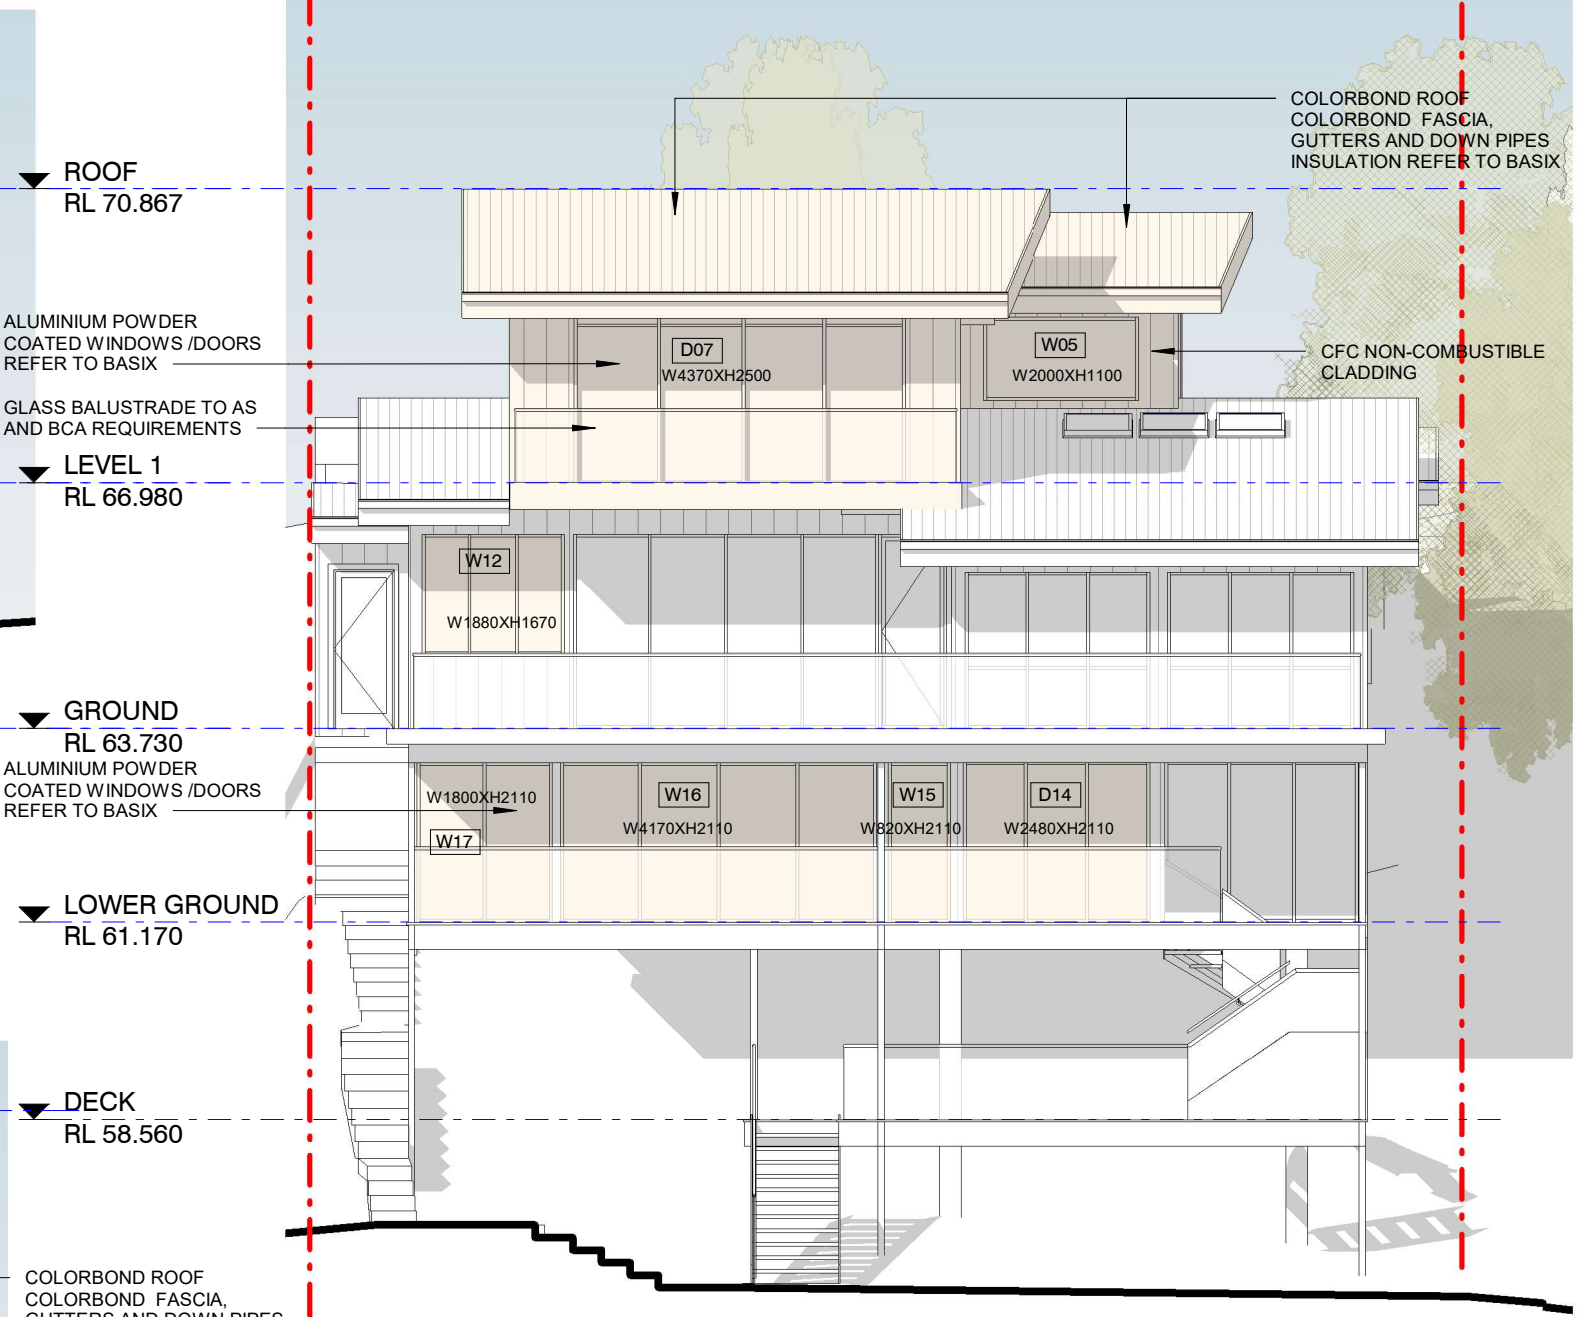 COLORBOND ROOF
COLORBOND FASCIA,
GUTTERS AND DOWN PIPES
INSULATION REFER TO BASIX
ROOF
RL 70.867
ALUMINIUM POWDER
COATED WINDOWS /DOORS
REFER TO BASIX
D07
W4370XH2500
W05
W2000XH1100
CFC NON-COMBUSTIBLE
CLADDING
GLASS BALUSTRADE TO AS
AND BCA REQUIREMENTS
LEVEL 1
RL 66.980
W12
W1880XH1670
GROUND
RL 63.730
ALUMINIUM POWDER
COATED WINDOWS /DOORS
REFER TO BASIX
W1800XH2110
W17
W16
W4170XH2110
W15
W820XH2110
D14
W2480XH2110
LOWER GROUND
RL 61.170
DECK
RL 58.560
COLORBOND ROOF
COLORBOND FASCIA,
GUTTERS AND DOWN PIPES